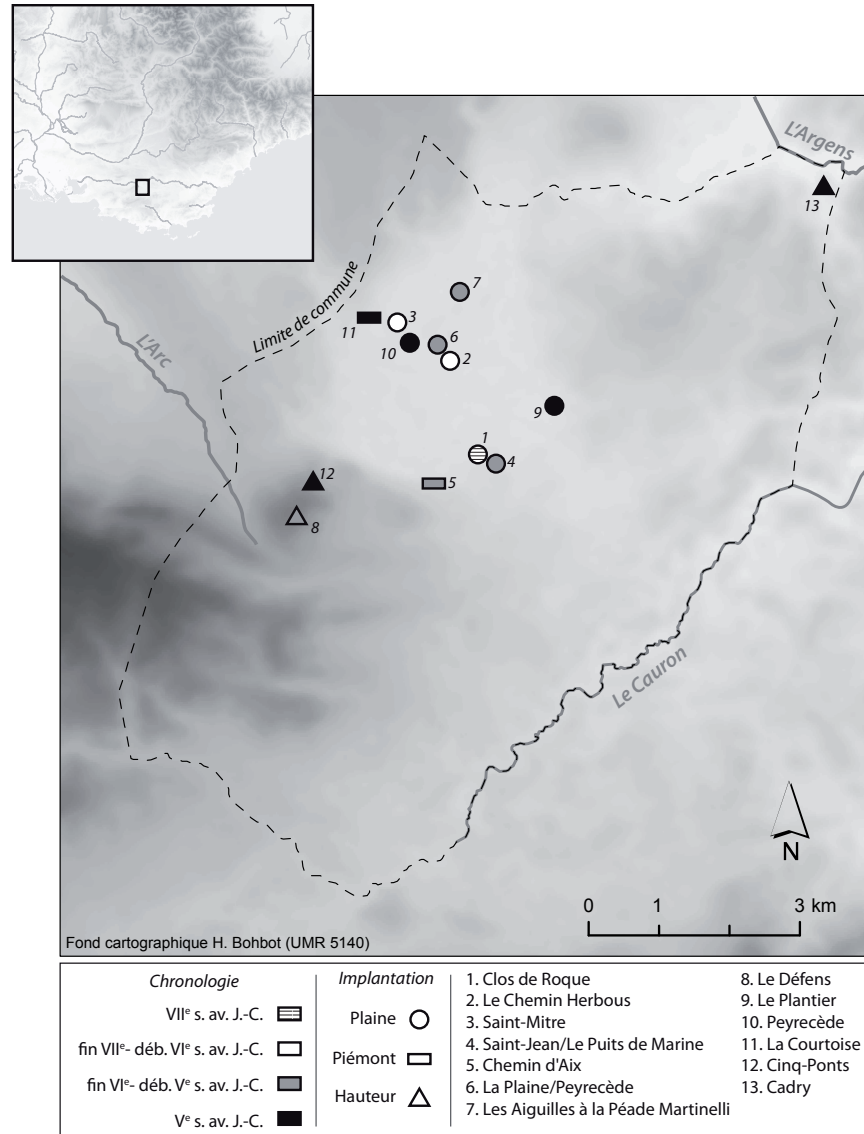 L'Argens
13
7
Limite de commune
3
11
6
10
2
L'Arc
9
1
4
12
5
8
Le Cauron
N
0 1 3 km
Fond cartographique H. Bohbot (UMR 5140)
Chronologie
VIIe s. av. J.-C.
fin VIIe- déb. VIe s. av. J.-C.
fin VIe- déb. Ve s. av. J.-C.
Ve s. av. J.-C.
Implantation
Plaine
Piémont
Hauteur
1. Clos de Roque
2. Le Chemin Herbous
3. Saint-Mitre
4. Saint-Jean/Le Puits de Marine
5. Chemin d'Aix
6. La Plaine/Peyrecède
7. Les Aiguilles à la Péade Martinelli
8. Le Défens
9. Le Plantier
10. Peyrecède
11. La Courtoise
12. Cinq-Ponts
13. Cadry